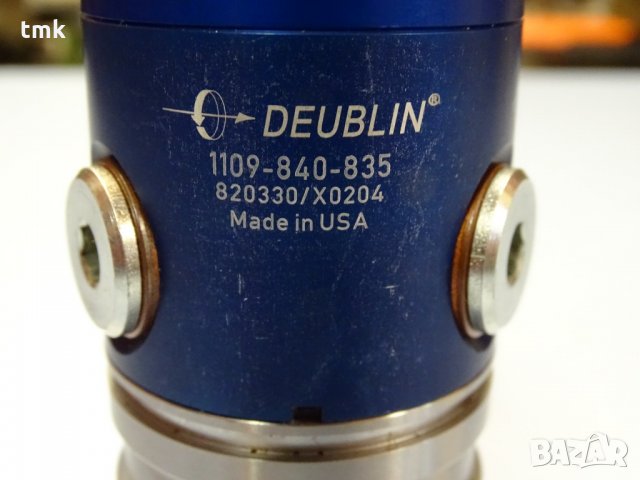 tmk
DEUBLIN®
1109-840-835
820330/X0204
Made in USA
BAZAR